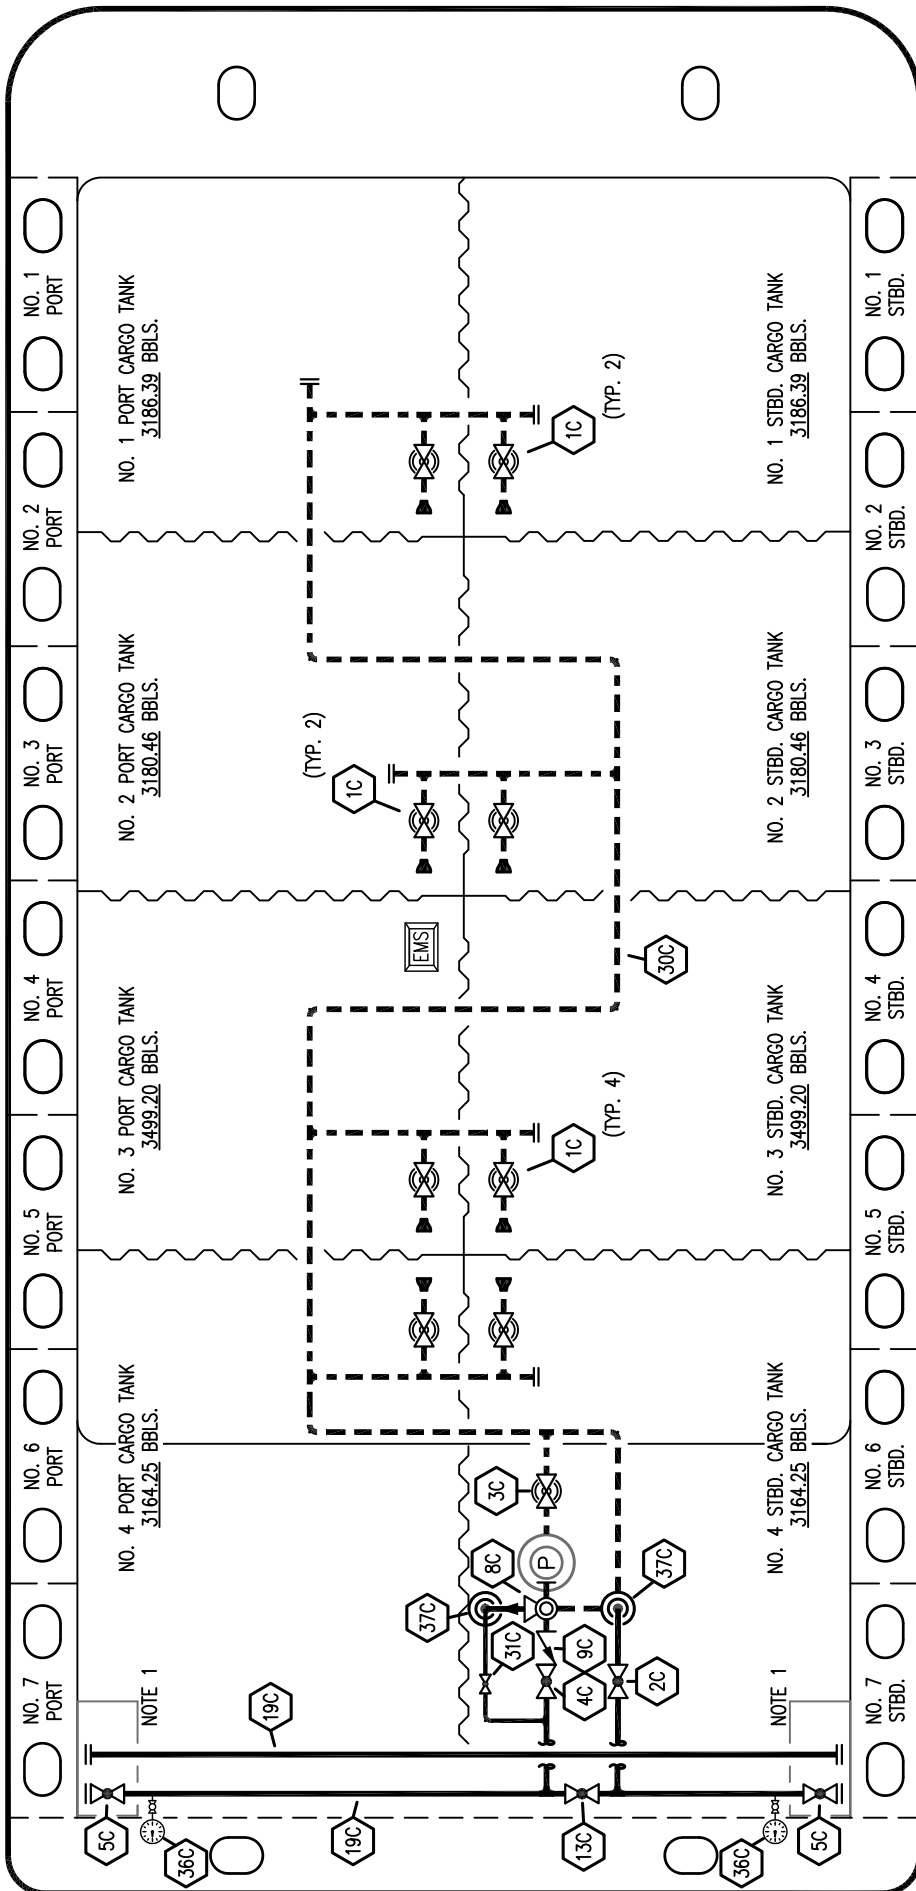 NO. 1
PORT
NO. 2
PORT
NO. 3
PORT
NO. 4
PORT
NO. 5
PORT
NO. 6
PORT
NO. 7
PORT
NO. 1 PORT CARGO TANK
3186.39 BBLS.
NO. 2 PORT CARGO TANK
3180.46 BBLS.
NO. 3 PORT CARGO TANK
3499.20 BBLS.
NO. 4 PORT CARGO TANK
3164.25 BBLS.
1C
(TYP. 2)
(TYP. 2)
1C
EMS
30C
1C
(TYP. 4)
3C
P
8C
37C
37C
31C
9C
4C
2C
NOTE 1
NOTE 1
19C
19C
13C
5C
36C
36C
5C
NO. 1 STBD. CARGO TANK
3186.39 BBLS.
NO. 2 STBD. CARGO TANK
3180.46 BBLS.
NO. 3 STBD. CARGO TANK
3499.20 BBLS.
NO. 4 STBD. CARGO TANK
3164.25 BBLS.
NO. 1
STBD.
NO. 2
STBD.
NO. 3
STBD.
NO. 4
STBD.
NO. 5
STBD.
NO. 6
STBD.
NO. 7
STBD.